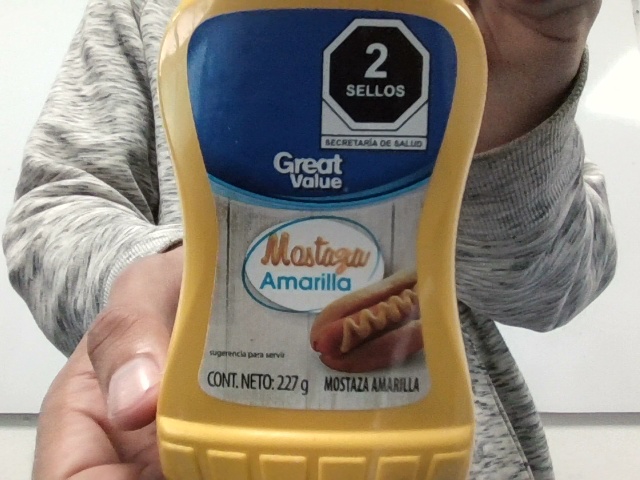 2
SELLOS
SECRETARÍA DE SALUD
Great
Value
Mostaza
Amarilla
sugerencia para servir
CONT. NETO: 227 g MOSTAZA AMARILLA